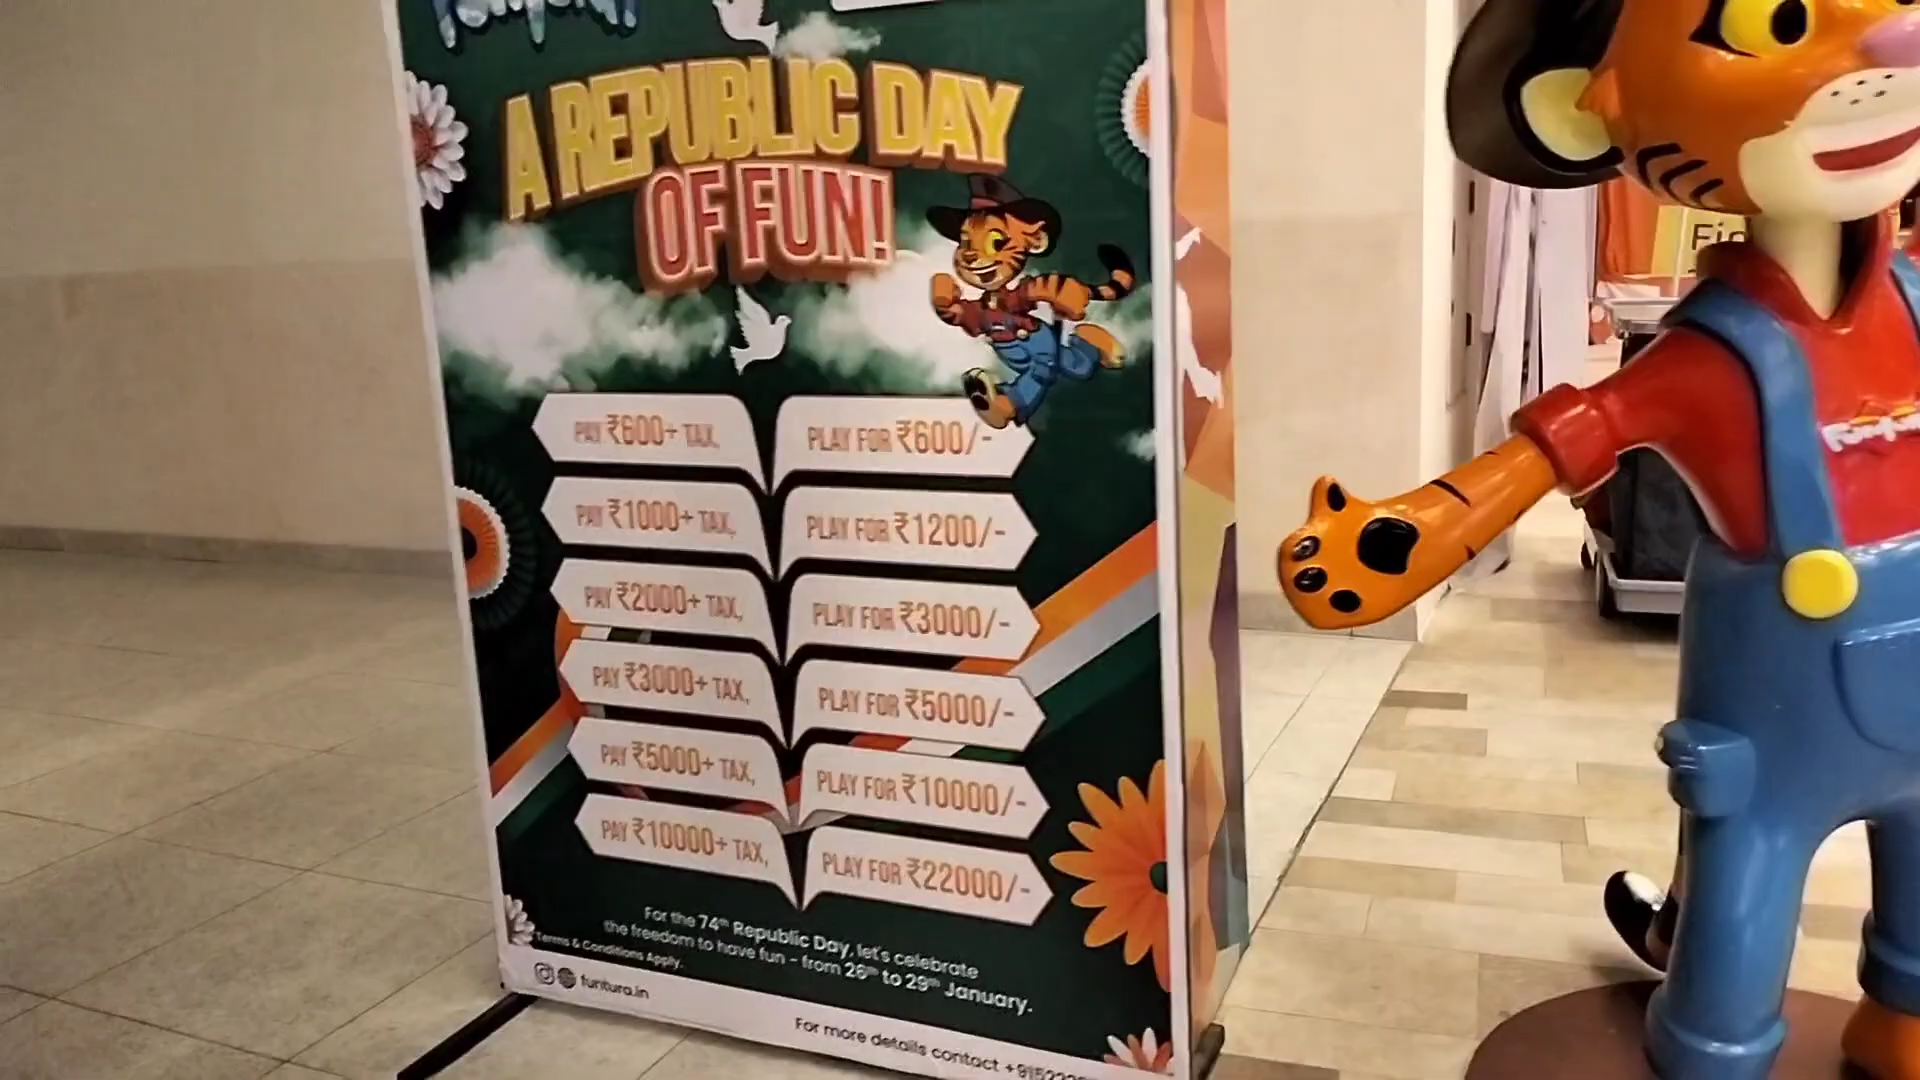 A REPUBLIC DAY
OF FUN!
PAY ₹600+ TAX, PLAY FOR ₹600/-
PAY ₹1000+ TAX, PLAY FOR ₹1200/-
PAY ₹2000+ TAX, PLAY FOR ₹3000/-
PAY ₹3000+ TAX, PLAY FOR ₹5000/-
PAY ₹5000+ TAX, PLAY FOR ₹10000/-
PAY ₹10000+ TAX, PLAY FOR ₹22000/-
For the 74th Republic Day, let's celebrate
the freedom to have fun - from 26th to 29th January.
Terms & Conditions Apply.
funtura.in
For more details contact